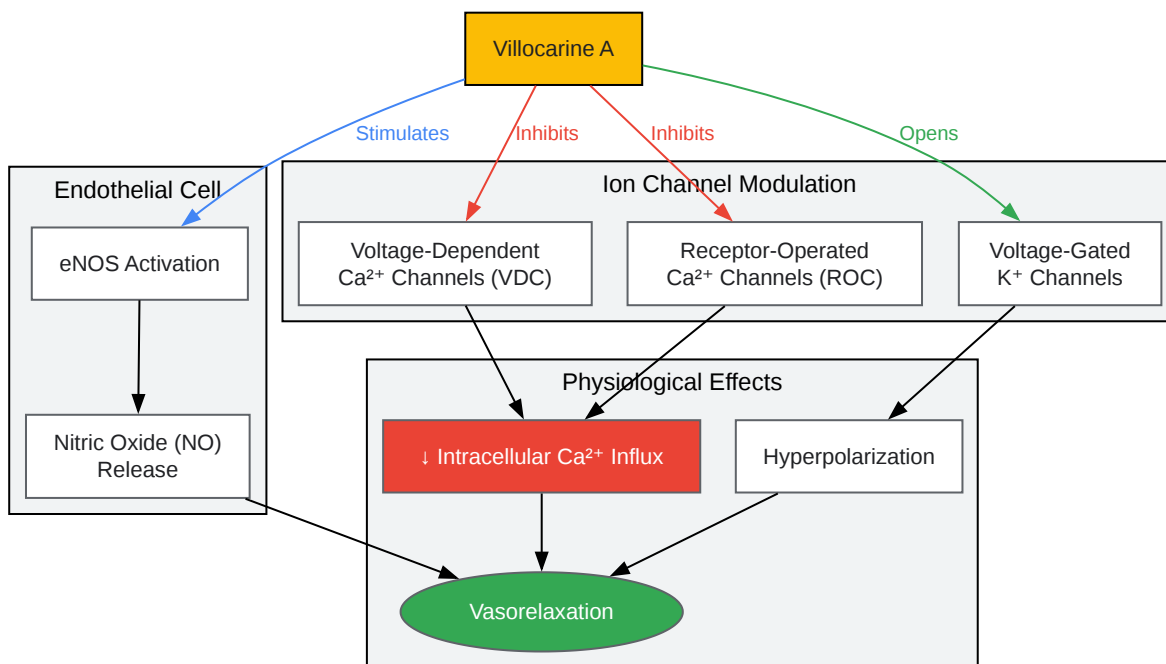 Villocarine A
Stimulates
Inhibits
Inhibits
Opens
Endothelial Cell
Ion Channel Modulation
eNOS Activation
Voltage-Dependent
Ca²⁺ Channels (VDC)
Receptor-Operated
Ca²⁺ Channels (ROC)
Voltage-Gated
K⁺ Channels
Physiological Effects
Nitric Oxide (NO)
Release
↓ Intracellular Ca²⁺ Influx
Hyperpolarization
Vasorelaxation